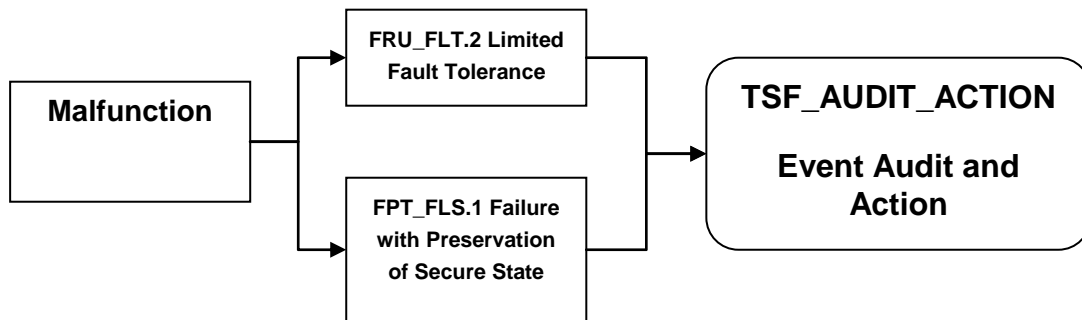 Malfunction
FRU_FLT.2 Limited
Fault Tolerance
FPT_FLS.1 Failure
with Preservation
of Secure State
TSF_AUDIT_ACTION
Event Audit and
Action